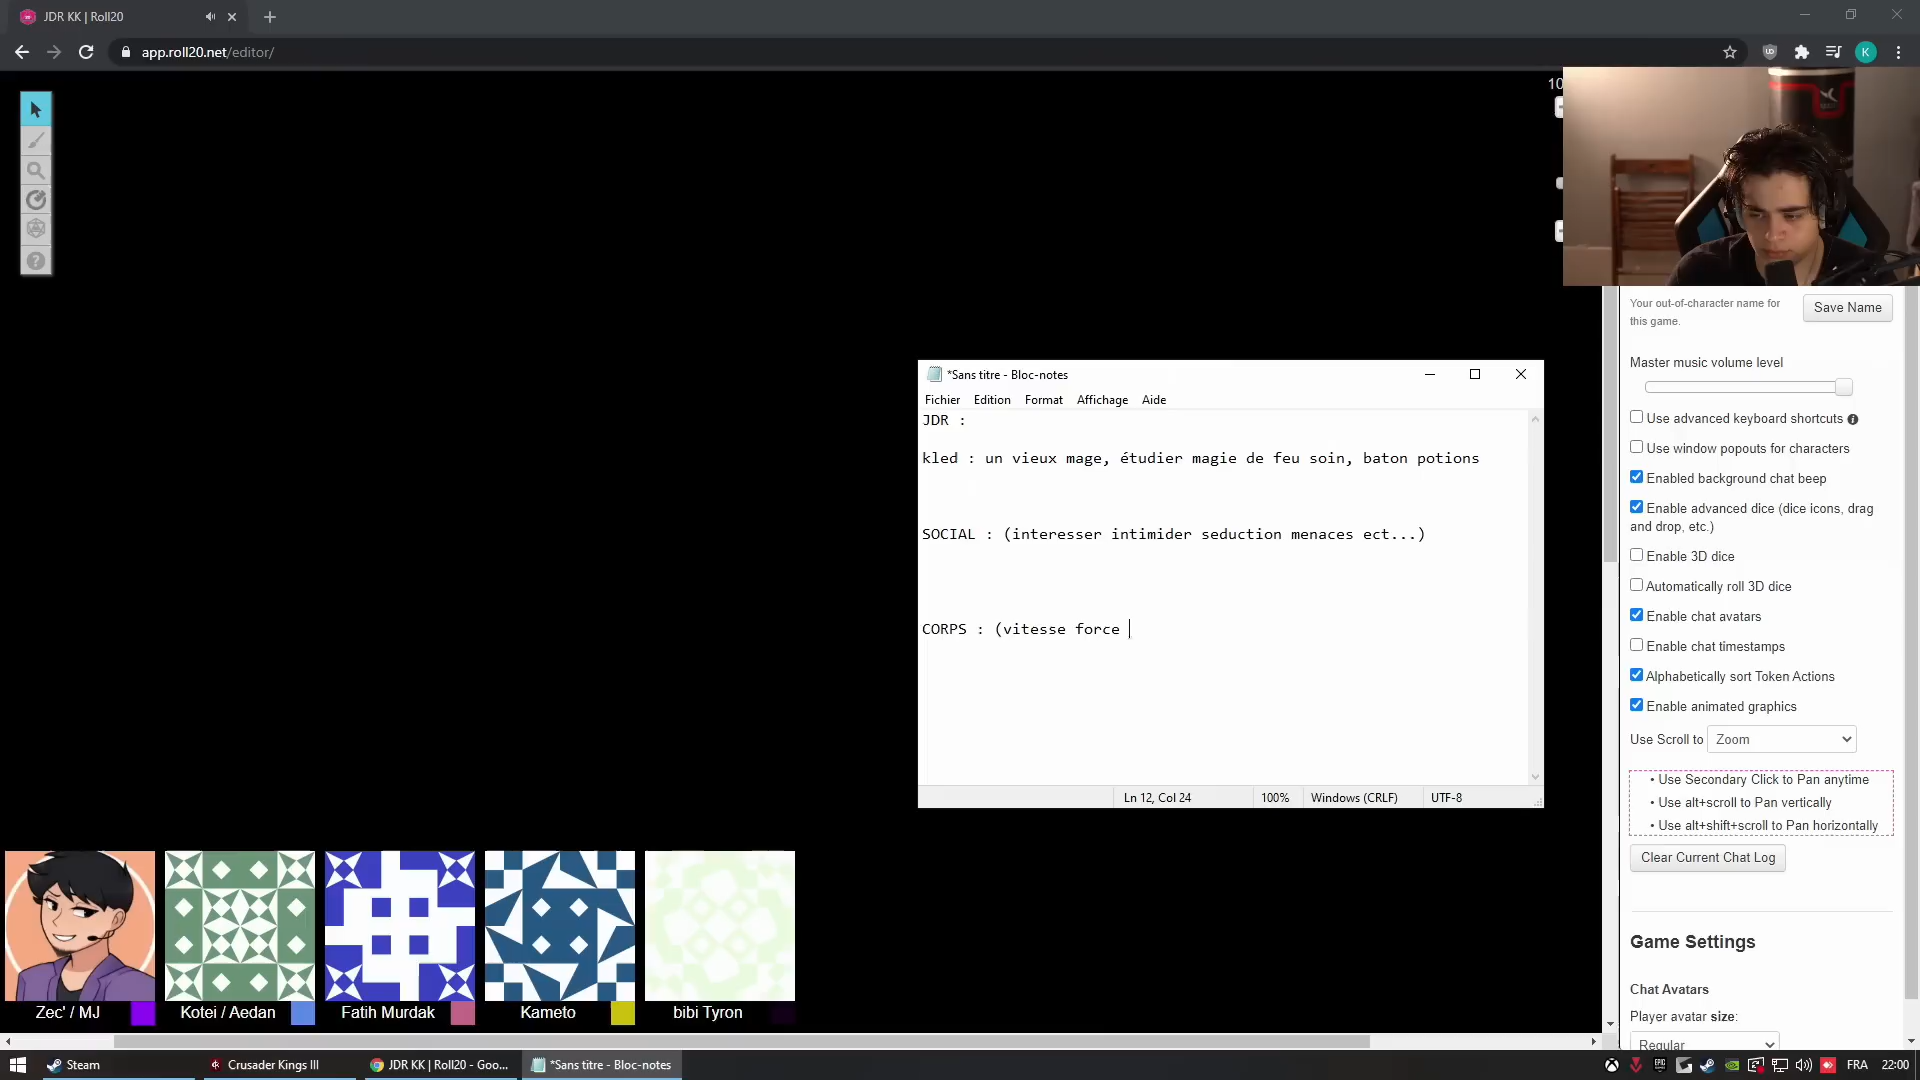 JDR KK | Roll20
app.roll20.net/editor/
K
10
Your out-of-character name for
this game.
Save Name
Master music volume level
Use advanced keyboard shortcuts
Use window popouts for characters
Enabled background chat beep
Enable advanced dice (dice icons, drag
and drop, etc.)
Enable 3D dice
Automatically roll 3D dice
Enable chat avatars
Enable chat timestamps
Alphabetically sort Token Actions
Enable animated graphics
Use Scroll to Zoom
• Use Secondary Click to Pan anytime
• Use alt+scroll to Pan vertically
• Use alt+shift+scroll to Pan horizontally
Clear Current Chat Log
Game Settings
Chat Avatars
Player avatar size:
Regular
*Sans titre - Bloc-notes
Fichier Edition Format Affichage Aide
JDR :
kled : un vieux mage, étudier magie de feu soin, baton potions
SOCIAL : (interesser intimider seduction menaces ect...)
CORPS : (vitesse force
Ln 12, Col 24 100% Windows (CRLF) UTF-8
Zec' / MJ
Kotei / Aedan
Fatih Murdak
Kameto
bibi Tyron
Steam
Crusader Kings III
JDR KK | Roll20 - Goo...
*Sans titre - Bloc-notes
FRA
22:00